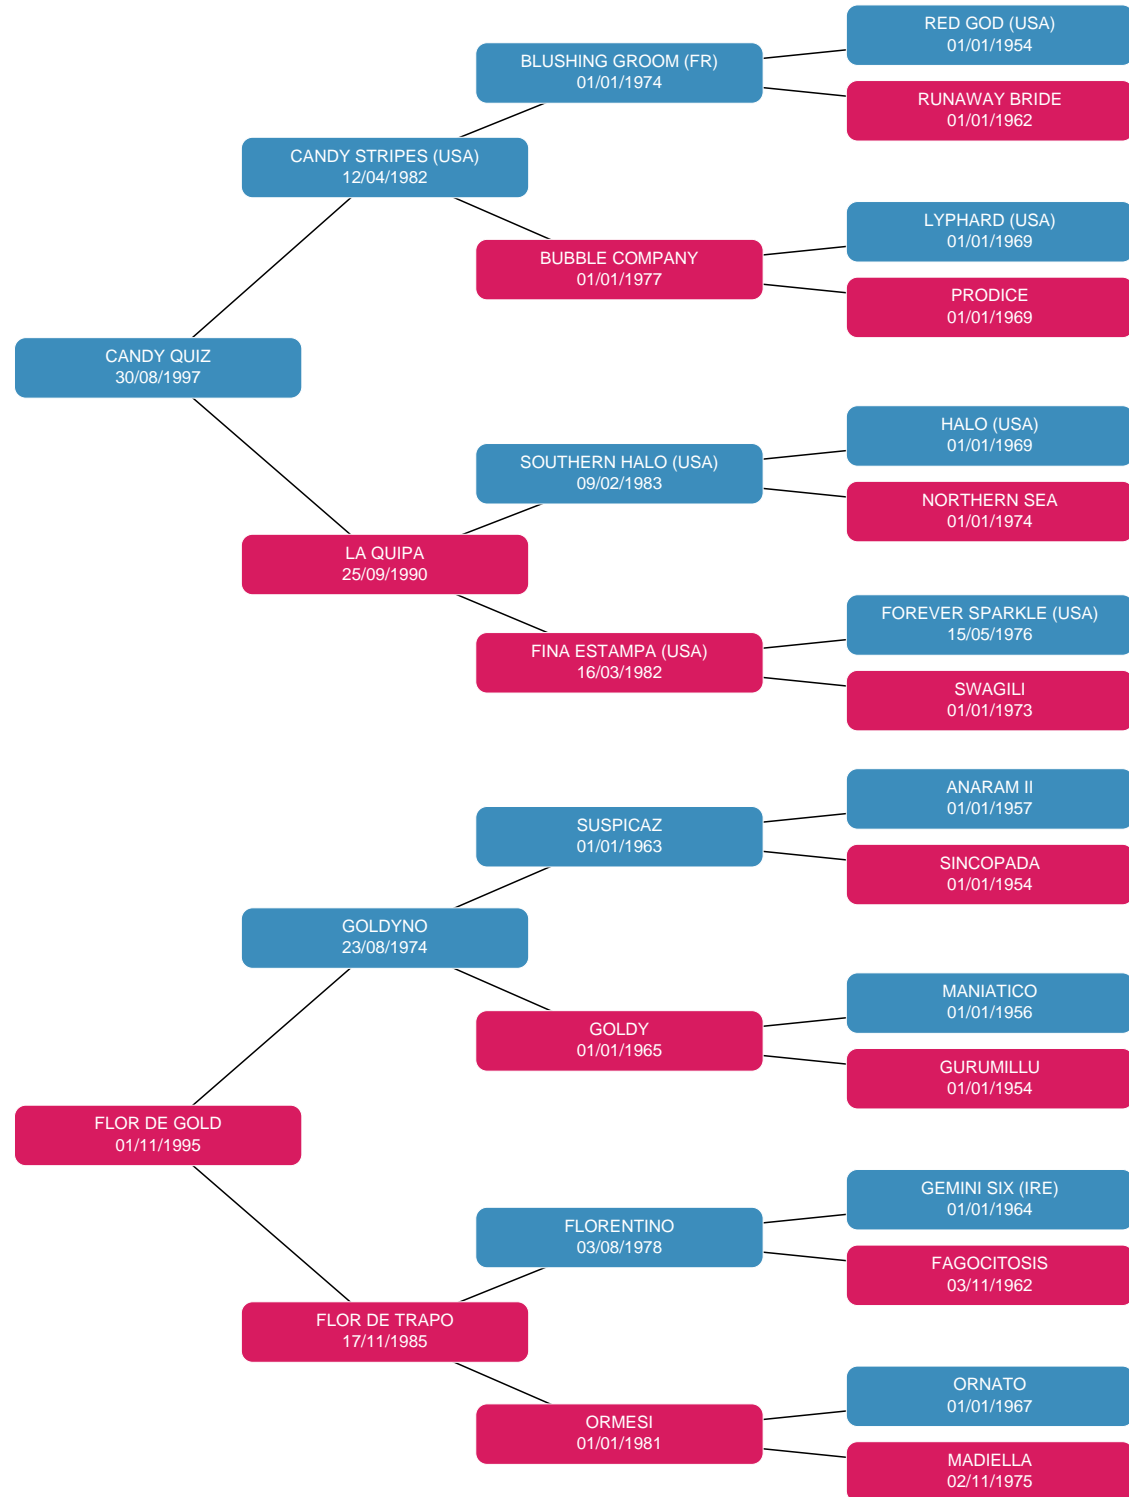 RED GOD (USA)
01/01/1954
BLUSHING GROOM (FR)
01/01/1974
RUNAWAY BRIDE
01/01/1962
CANDY STRIPES (USA)
12/04/1982
LYPHARD (USA)
01/01/1969
BUBBLE COMPANY
01/01/1977
PRODICE
01/01/1969
CANDY QUIZ
30/08/1997
HALO (USA)
01/01/1969
SOUTHERN HALO (USA)
09/02/1983
NORTHERN SEA
01/01/1974
LA QUIPA
25/09/1990
FOREVER SPARKLE (USA)
15/05/1976
FINA ESTAMPA (USA)
16/03/1982
SWAGILI
01/01/1973
ANARAM II
01/01/1957
SUSPICAZ
01/01/1963
SINCOPADA
01/01/1954
GOLDYNO
23/08/1974
MANIATICO
01/01/1956
GOLDY
01/01/1965
GURUMILLU
01/01/1954
FLOR DE GOLD
01/11/1995
GEMINI SIX (IRE)
01/01/1964
FLORENTINO
03/08/1978
FAGOCITOSIS
03/11/1962
FLOR DE TRAPO
17/11/1985
ORNATO
01/01/1967
ORMESI
01/01/1981
MADIELLA
02/11/1975